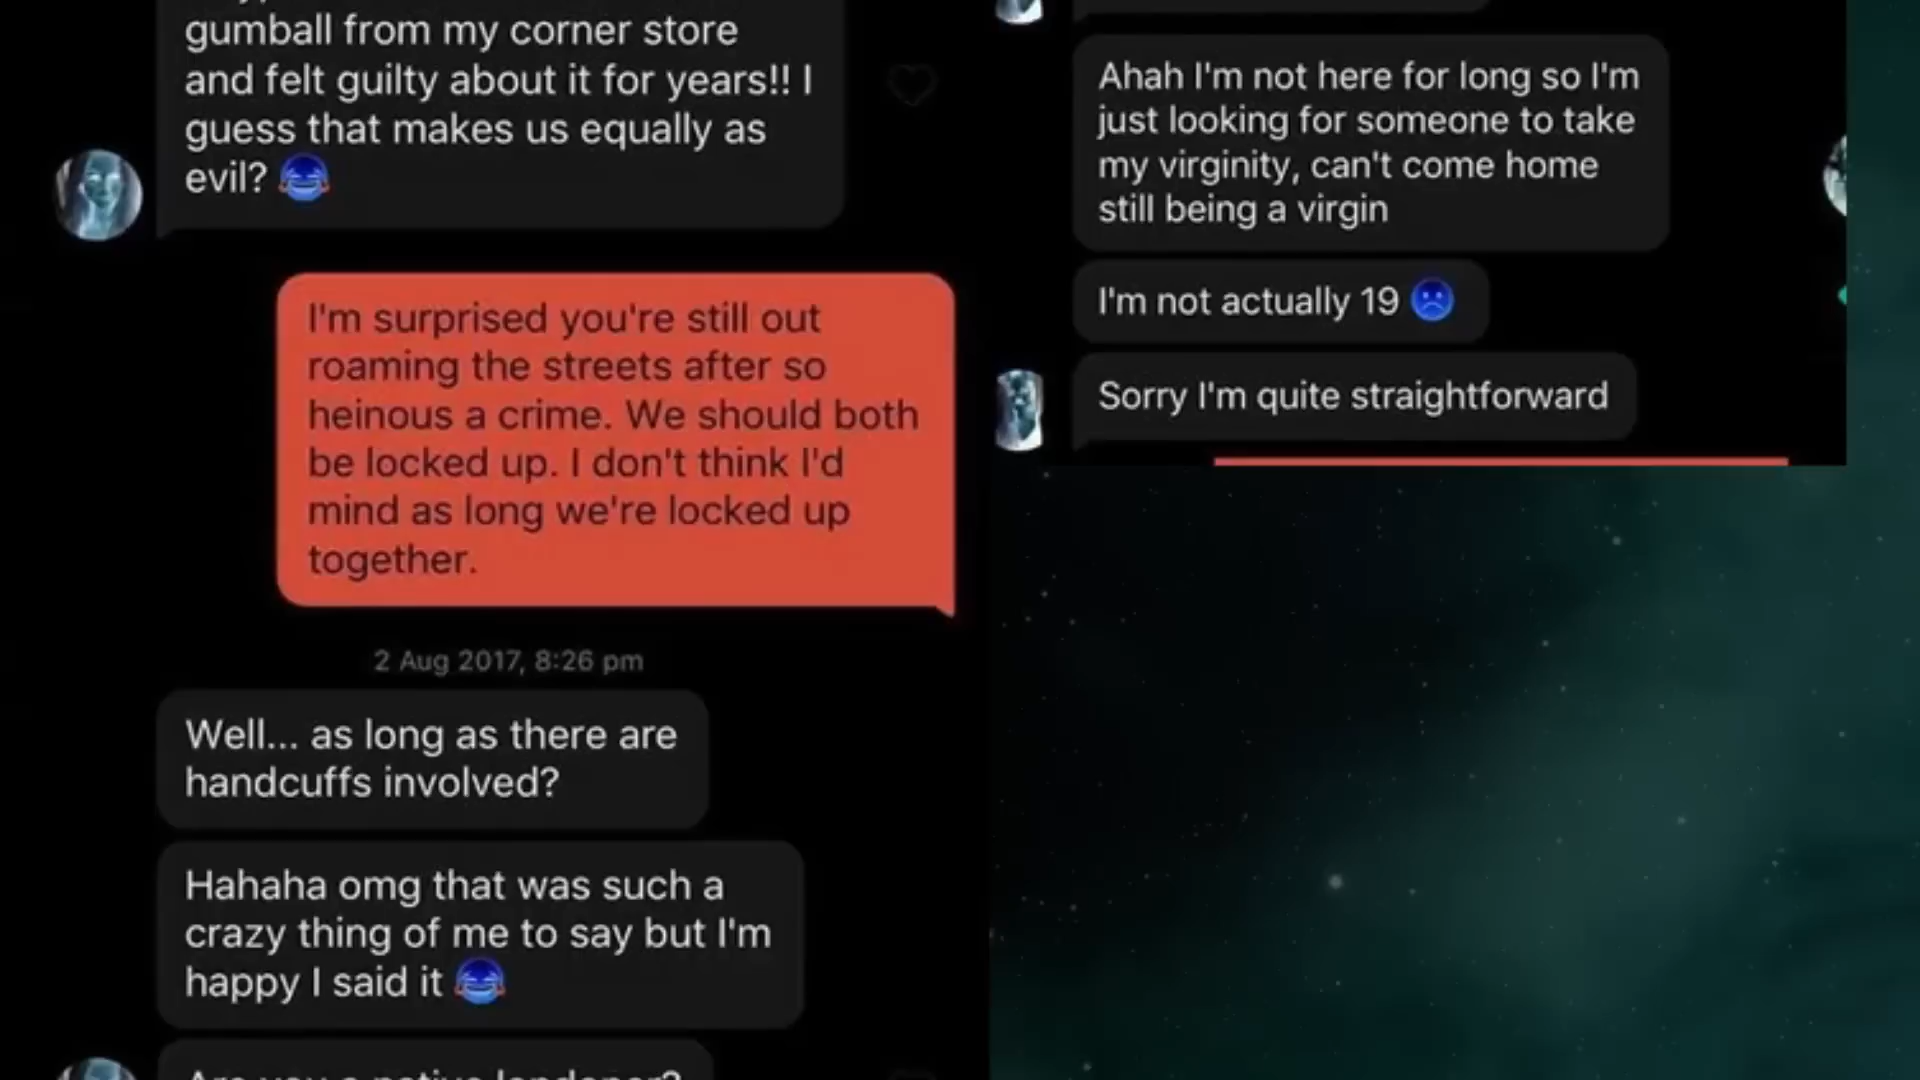 gumball from my corner store
and felt guilty about it for years!! I
guess that makes us equally as
evil? 😂
I'm surprised you're still out
roaming the streets after so
heinous a crime. We should both
be locked up. I don't think I'd
mind as long we're locked up
together.
2 Aug 2017, 8:26 pm
Well... as long as there are
handcuffs involved?
Hahaha omg that was such a
crazy thing of me to say but I'm
happy I said it 😂
Are you a native londoner?
Ahah I'm not here for long so I'm
just looking for someone to take
my virginity, can't come home
still being a virgin
I'm not actually 19 ☹️
Sorry I'm quite straightforward